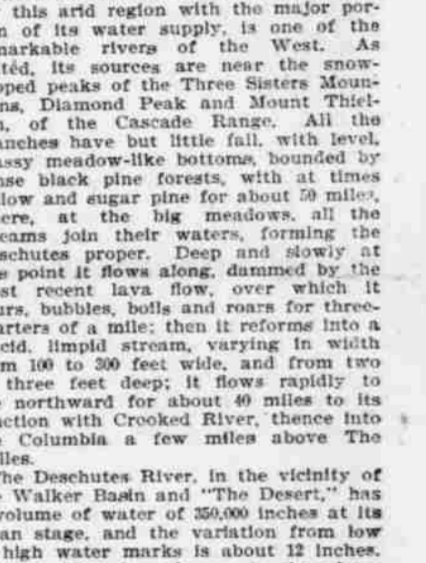 this arid region with the major por-
of its water supply, is one of the
markable rivers of the West. As
ted, its sources are near the snow-
pped peaks of the Three Sisters Moun-
ns, Diamond Peak and Mount Thiel-
, of the Cascade Range. All the
anches have but little fall, with level,
assy meadow-like bottoms, bounded by
nse black pine forests, with at times
low and sugar pine for about 50 miles,
ere, at the big meadows, all the
eams join their waters, forming the
schutes proper. Deep and slowly at
s point it flows along, dammed by the
st recent lava flow, over which it
urs, bubbles, boils and roars for three-
arters of a mile; then it reforms into a
cid, limpid stream, varying in width
m 100 to 300 feet wide, and from two
three feet deep; it flows rapidly to
e northward for about 40 miles to its
nction with Crooked River, thence into
e Columbia a few miles above The
lles.
he Deschutes River, in the vicinity of
e Walker Basin and "The Desert," has
volume of water of 350,000 inches at its
an stage, and the variation from low
high water marks is about 12 inches.